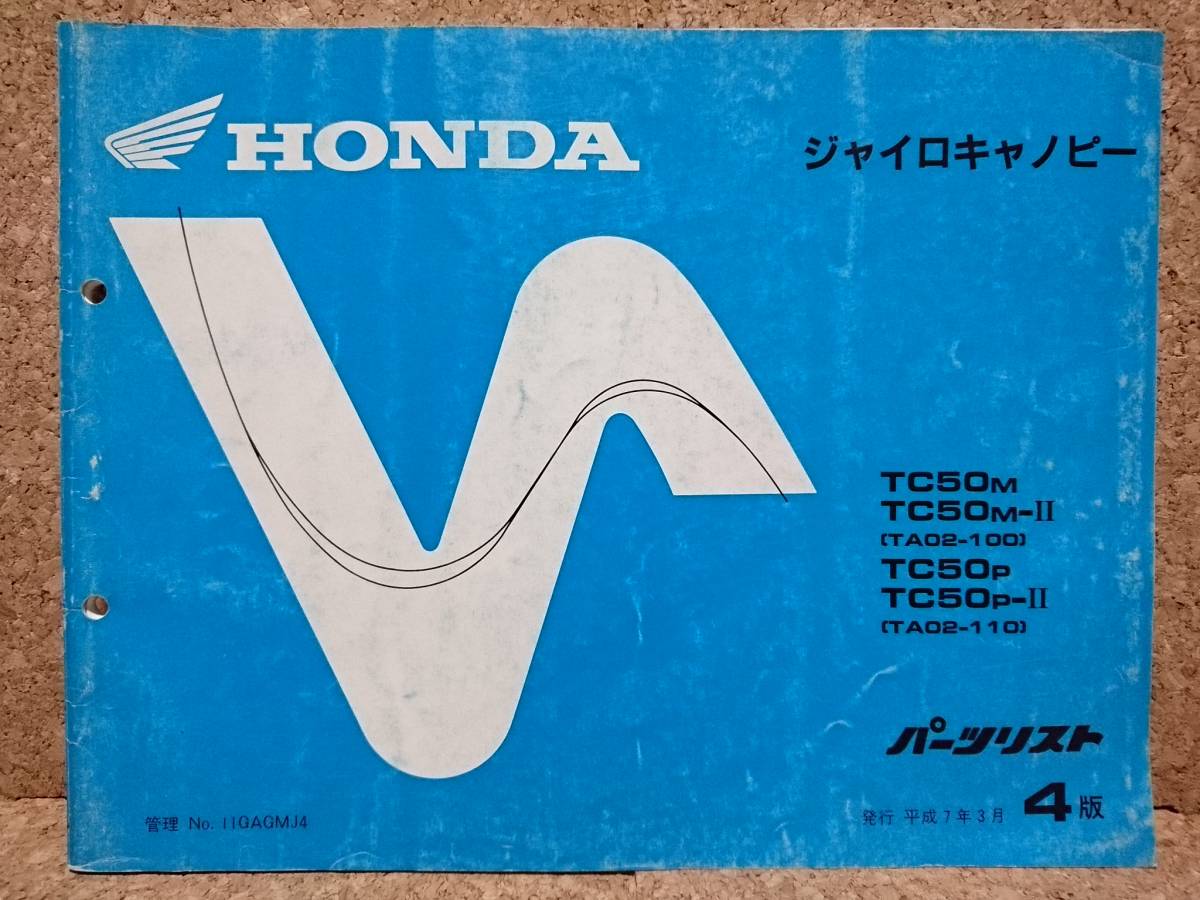 HONDA
ジャイロキャノピー
TC50M
TC50M-II
(TA02-100)
TC50P
TC50P-II
(TA02-110)
パーツリスト
管理 No. 11GAGMJ4
発行 平成7年3月 4版